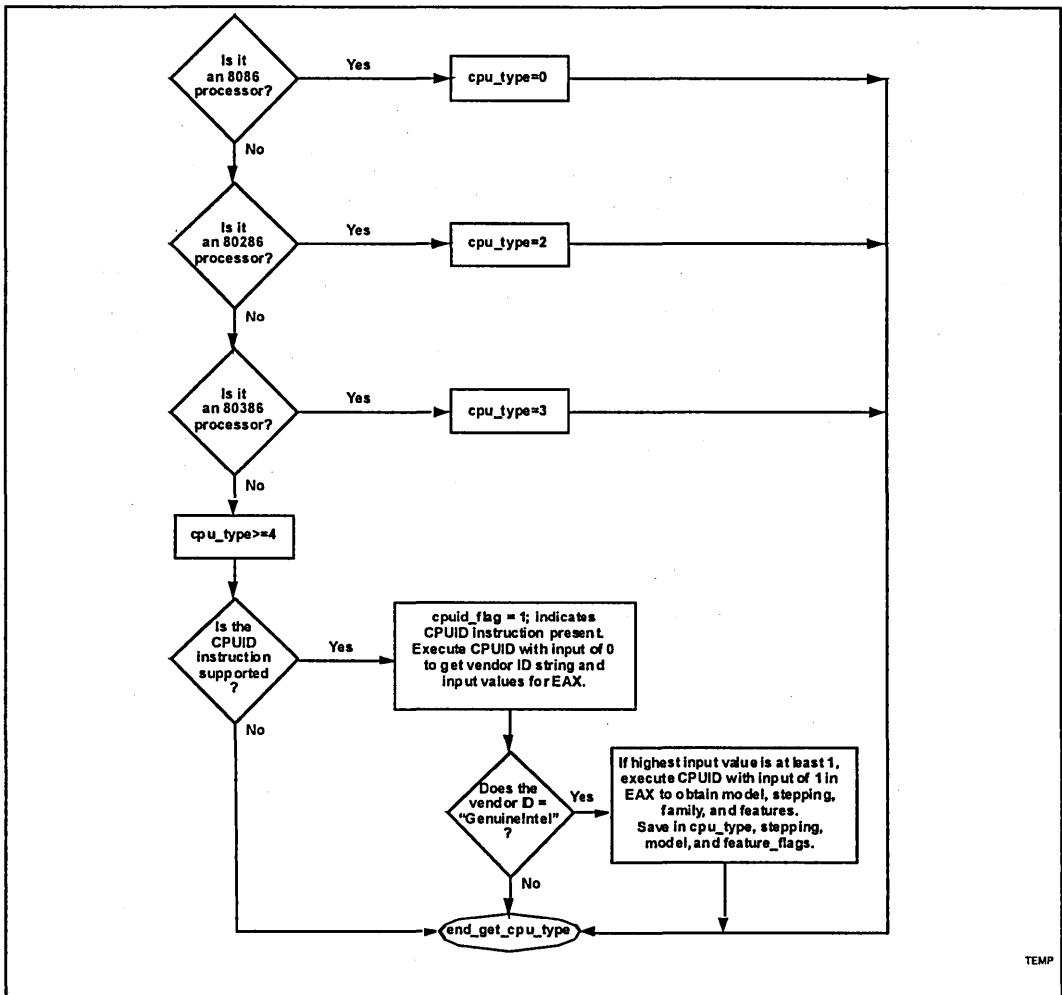 Is it
an 8086
processor?
Yes
cpu_type=0
No
Is it
an 80286
processor?
Yes
cpu_type=2
No
Is it
an 80386
processor?
Yes
cpu_type=3
No
cpu_type>=4
Is the
CPUID
instruction
supported
?
Yes
cpuid_flag = 1; indicates
CPUID instruction present.
Execute CPUID with input of 0
to get vendor ID string and
input values for EAX.
No
Does the
vendor ID =
“GenuineIntel”
?
Yes
If highest input value is at least 1,
execute CPUID with input of 1 in
EAX to obtain model, stepping,
family, and features.
Save in cpu_type, stepping,
model, and feature_flags.
No
end_get_cpu_type
TEMP